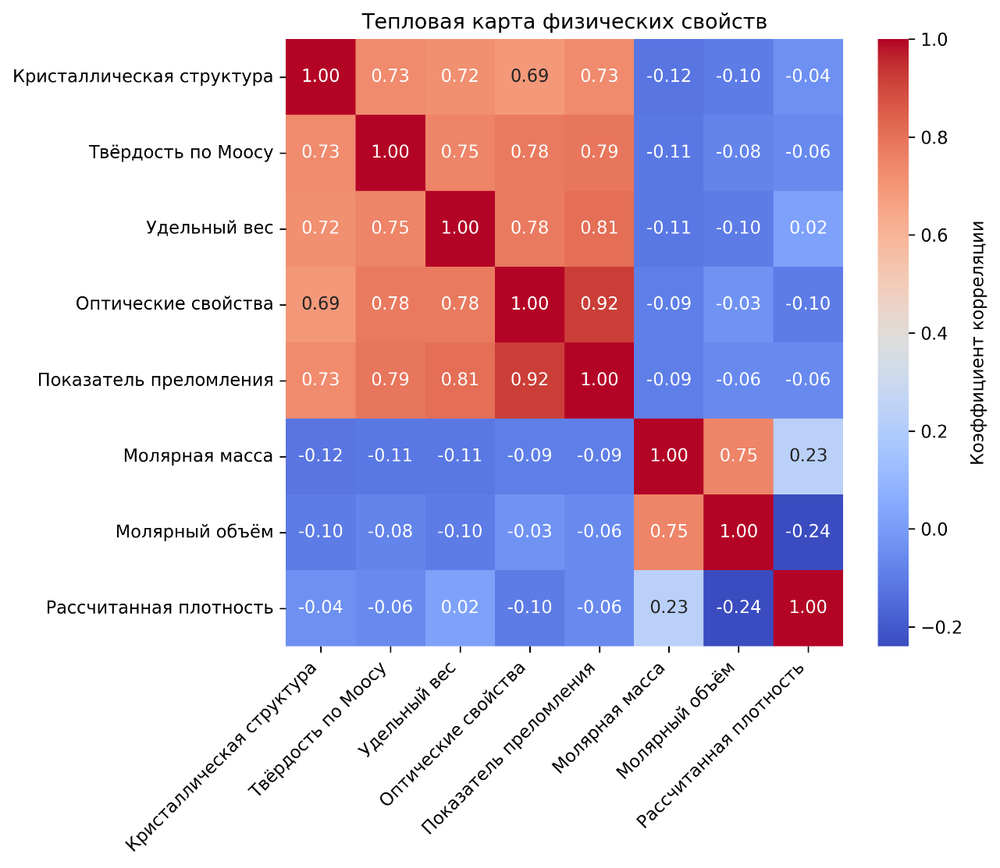 Тепловая карта физических свойств
Кристаллическая структура 1.00 0.73 0.72 0.69 0.73 -0.12 -0.10 -0.04
Твёрдость по Моосу 0.73 1.00 0.75 0.78 0.79 -0.11 -0.08 -0.06
Удельный вес 0.72 0.75 1.00 0.78 0.81 -0.11 -0.10 0.02
Оптические свойства 0.69 0.78 0.78 1.00 0.92 -0.09 -0.03 -0.10
Показатель преломления 0.73 0.79 0.81 0.92 1.00 -0.09 -0.06 -0.06
Молярная масса -0.12 -0.11 -0.11 -0.09 -0.09 1.00 0.75 0.23
Молярный объём -0.10 -0.08 -0.10 -0.03 -0.06 0.75 1.00 -0.24
Рассчитанная плотность -0.04 -0.06 0.02 -0.10 -0.06 0.23 -0.24 1.00
Кристаллическая структура
Твёрдость по Моосу
Удельный вес
Оптические свойства
Показатель преломления
Молярная масса
Молярный объём
Рассчитанная плотность
1.0
0.8
0.6
0.4
0.2
0.0
−0.2
Коэффициент корреляции